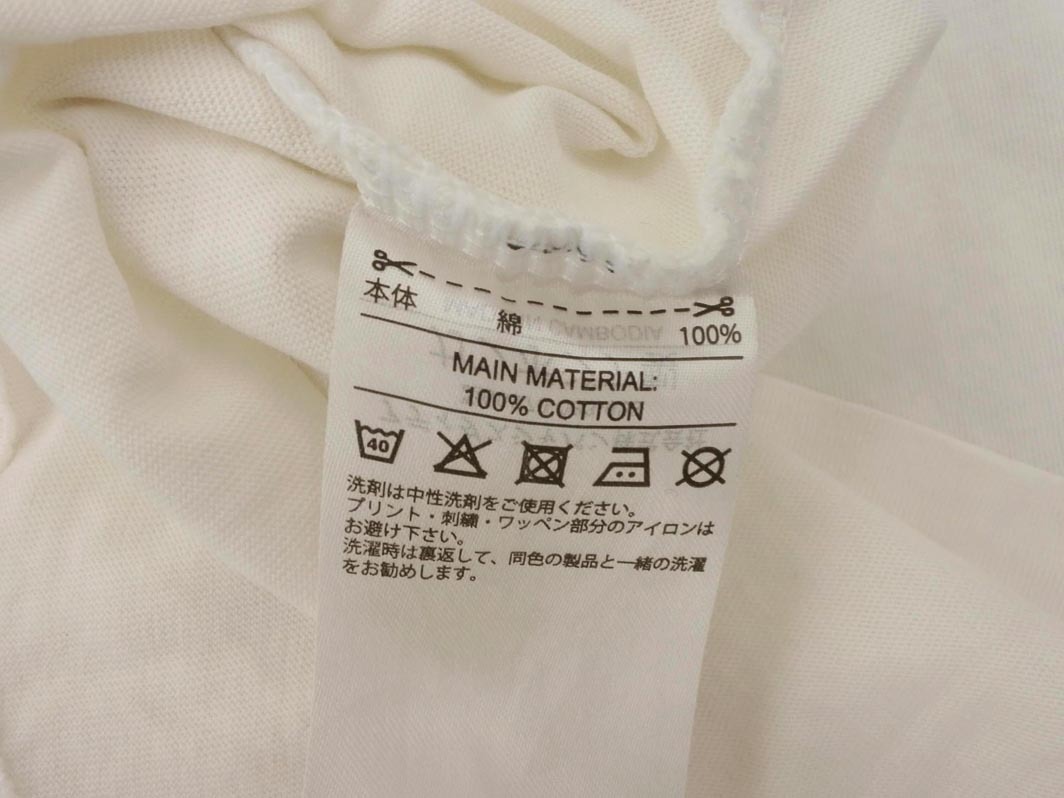 本体 綿 100%
MAIN MATERIAL:
100% COTTON
40
洗剤は中性洗剤をご使用ください。
プリント・刺繍・ワッペン部分のアイロンは
お避け下さい。
洗濯時は裏返して、同色の製品と一緒の洗濯
をお勧めします。